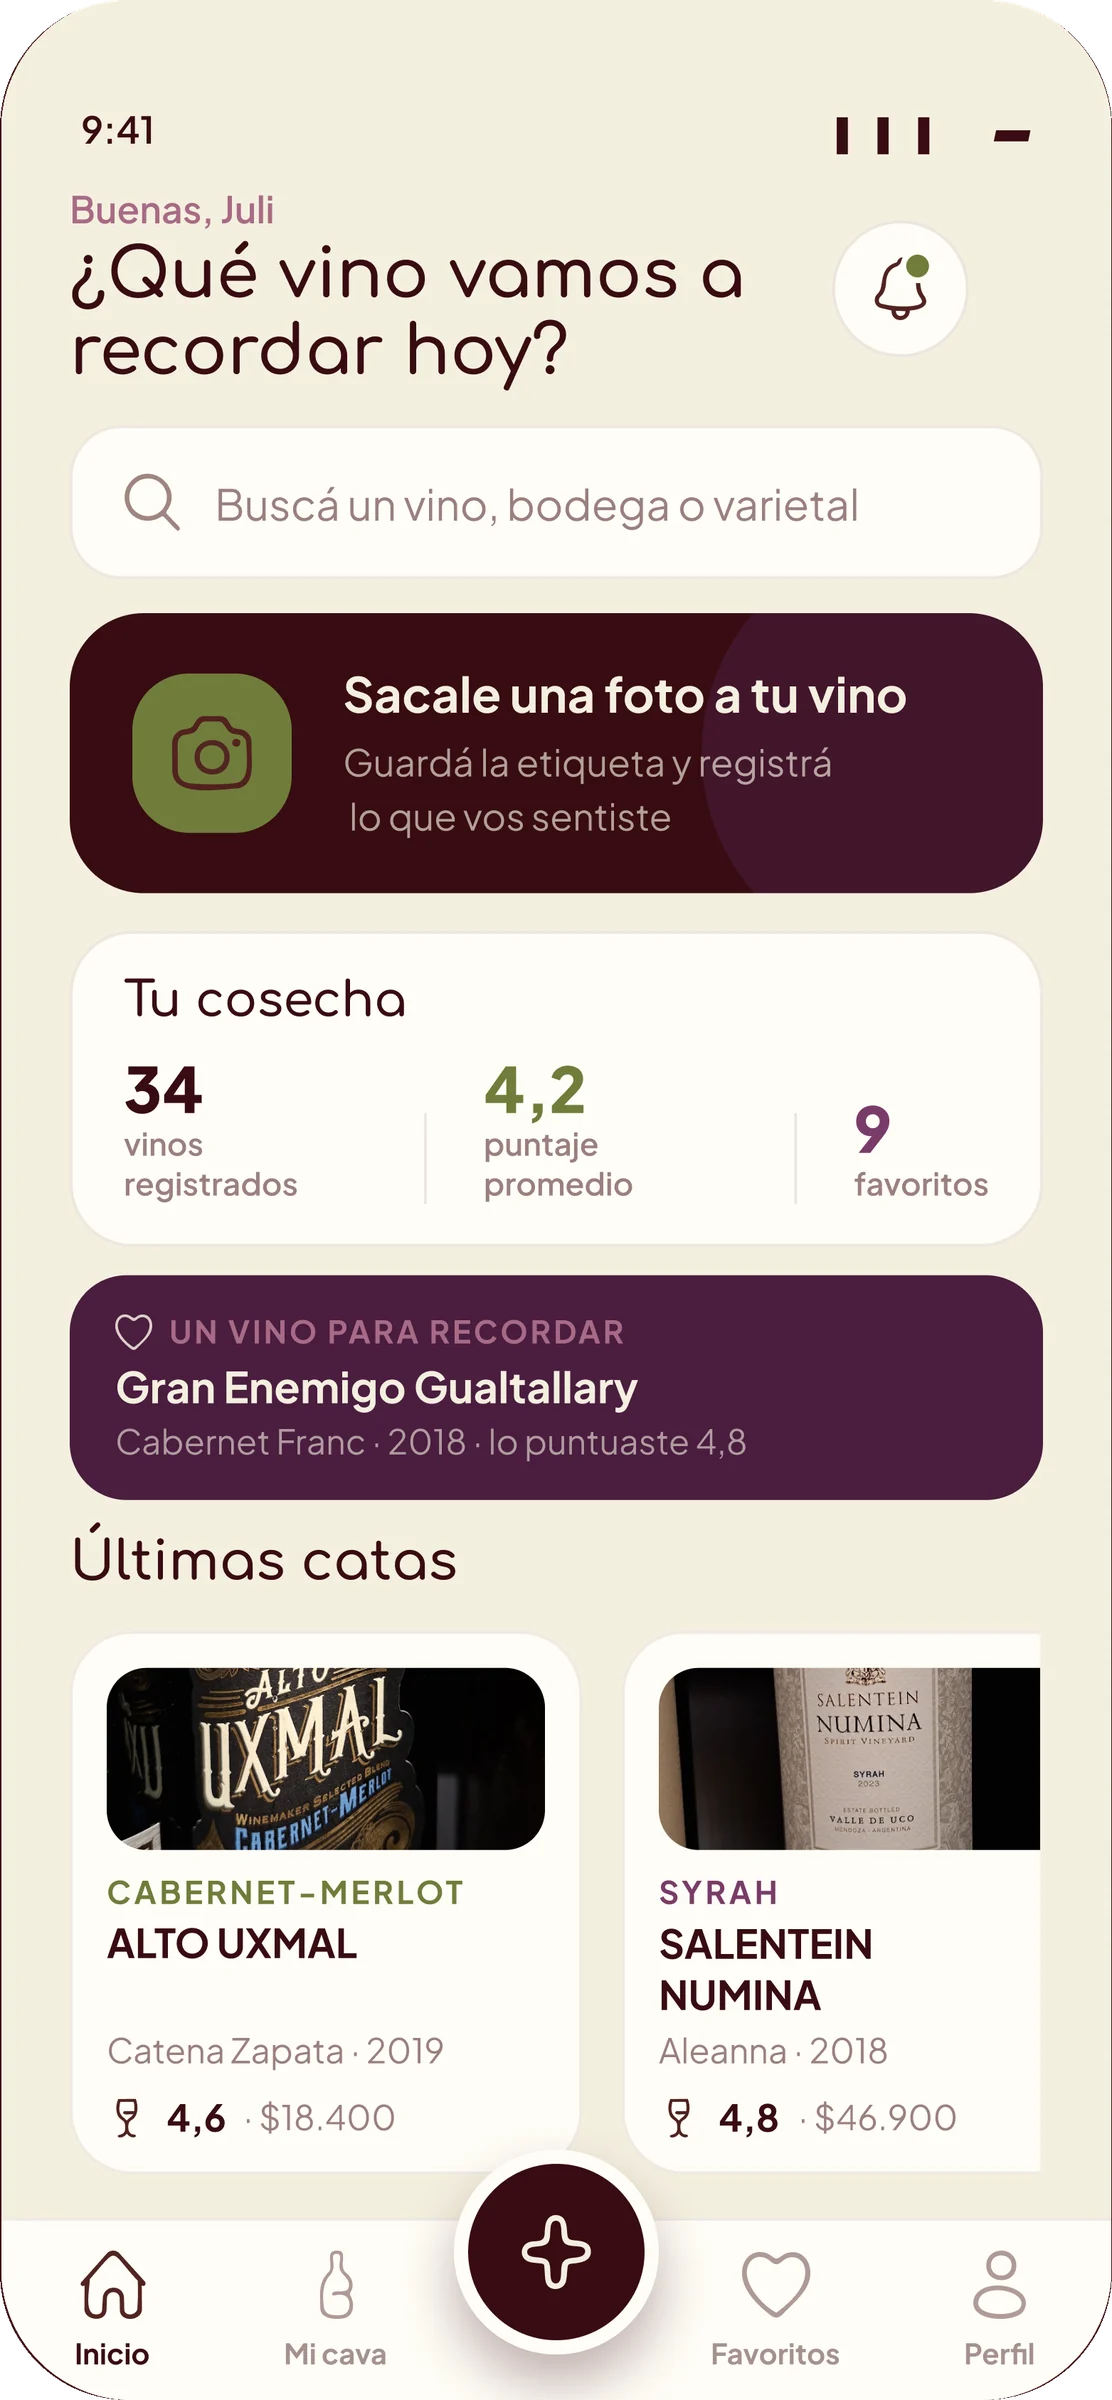 9:41
Buenas, Juli
¿Qué vino vamos a
recordar hoy?
Buscá un vino, bodega o varietal
Sacale una foto a tu vino
Guardá la etiqueta y registrá
lo que vos sentiste
Tu cosecha
34
vinos
registrados
4,2
puntaje
promedio
9
favoritos
UN VINO PARA RECORDAR
Gran Enemigo Gualtallary
Cabernet Franc · 2018 · lo puntuaste 4,8
Últimas catas
ALTO
UXMAL
WINEMAKER SELECTED BLEND
CABERNET-MERLOT
CABERNET-MERLOT
ALTO UXMAL
Catena Zapata · 2019
4,6 · $18.400
SALENTEIN
NUMINA
SPIRIT VINEYARD
SYRAH
2023
ESTATE BOTTLED
VALLE DE UCO
MENDOZA - ARGENTINA
SYRAH
SALENTEIN
NUMINA
Aleanna · 2018
4,8 · $46.900
Inicio
Mi cava
Favoritos
Perfil